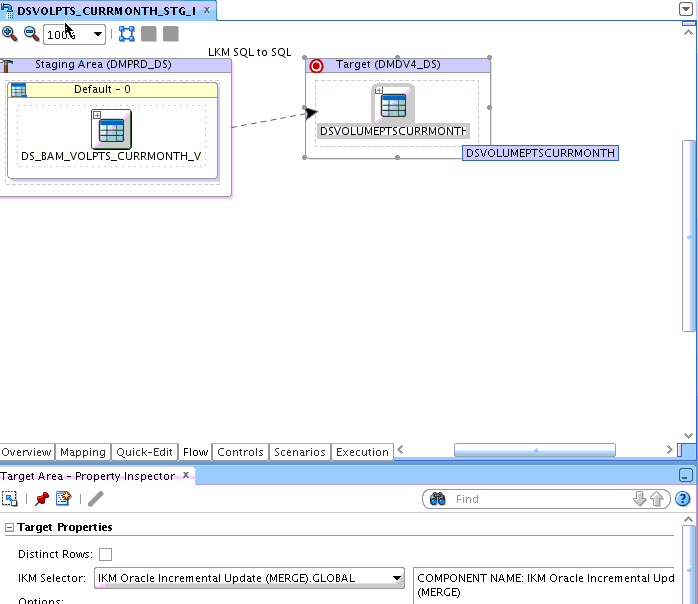 DSVOLPTS_CURRMONTH_STG_I x
100%
LKM SQL to SQL
Staging Area (DMPRD_DS)
Target (DMDV4_DS)
Default - 0
DS_BAM_VOLPTS_CURRMONTH_V
DSVOLUMEPTSCURRMONTH
DSVOLUMEPTSCURRMONTH
Overview Mapping Quick-Edit Flow Controls Scenarios Execution
Target Area - Property Inspector x
Find
Target Properties
Distinct Rows:
IKM Selector: IKM Oracle Incremental Update (MERGE).GLOBAL
COMPONENT NAME: IKM Oracle Incremental Upd
(MERGE)
Options: